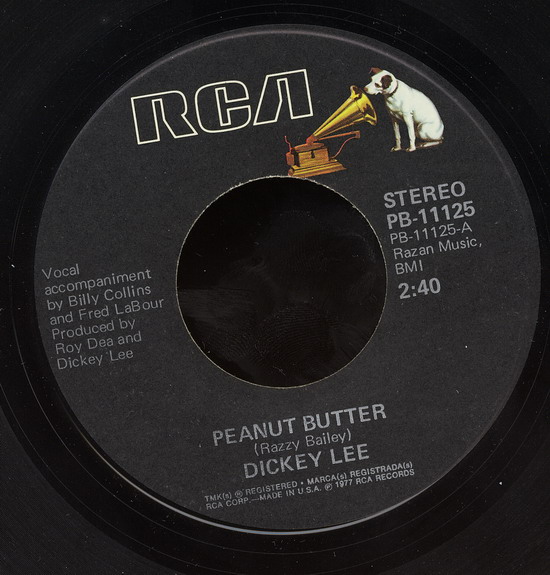 RCA
STEREO
PB-11125
PB-11125-A
Razan Music,
BMI
2:40
Vocal
accompaniment
by Billy Collins
and Fred LaBour
Produced by
Roy Dea and
Dickey Lee
PEANUT BUTTER
(Razzy Bailey)
DICKEY LEE
TMK(s) ® REGISTERED • MARCA(s) REGISTRADA(s)
RCA CORP.—MADE IN U.S.A. ℗ 1977 RCA RECORDS